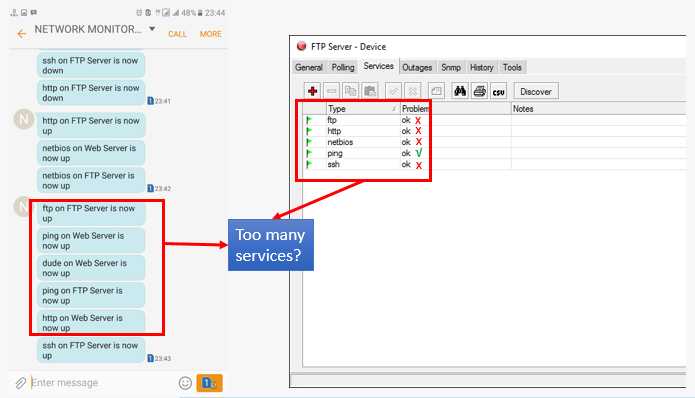 48% 23:44
NETWORK MONITOR...
CALL
MORE
ssh on FTP Server is now
down
http on FTP Server is now
down
1 23:41
N
http on FTP Server is now
up
netbios on Web Server is
now up
netbios on FTP Server is
now up
1 23:42
N
ftp on FTP Server is now
up
ping on Web Server is
now up
dude on Web Server is
now up
ping on FTP Server is
now up
http on Web Server is
now up
ssh on FTP Server is now
up
1 23:43
Enter message
1
Too many
services?
FTP Server - Device
General Polling Services Outages Snmp History Tools
CSV Discover
Type Problem Notes
ftp ok X
http ok X
netbios ok X
ping ok √
ssh ok X